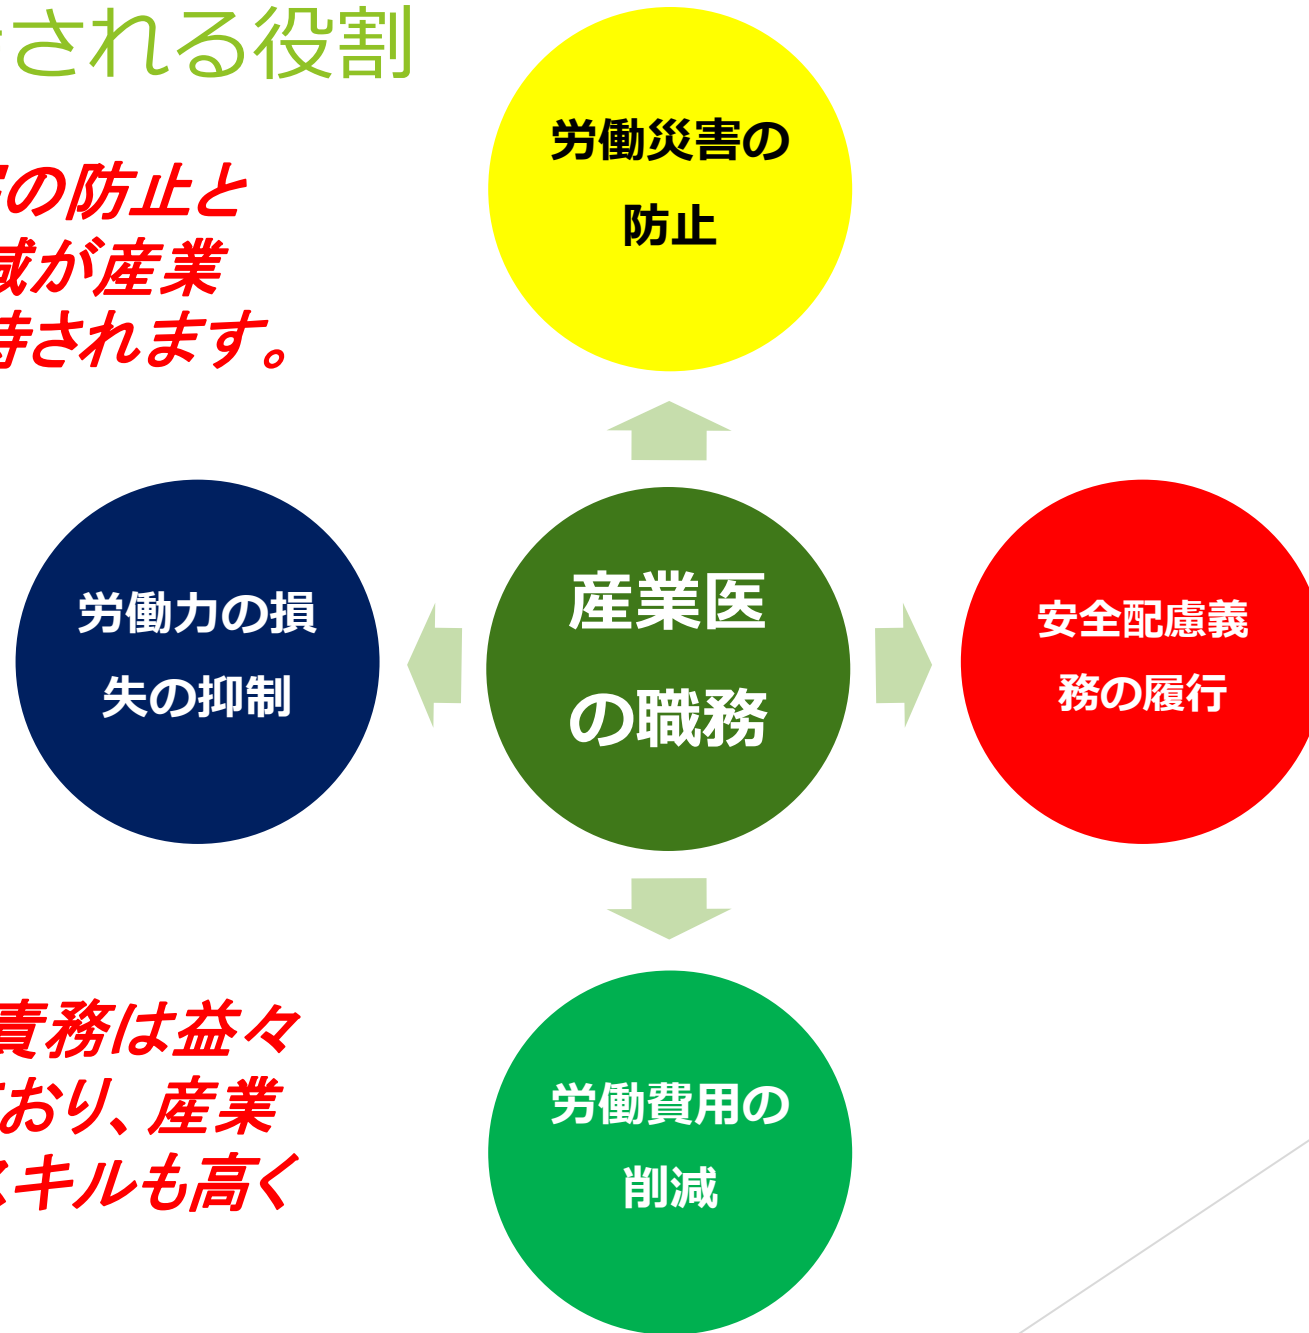 される役割
の防止と
減が産業
待されます。
労働災害の
防止
労働力の損
失の抑制
産業医
の職務
安全配慮義
務の履行
責務は益々
ており、産業
スキルも高く
労働費用の
削減